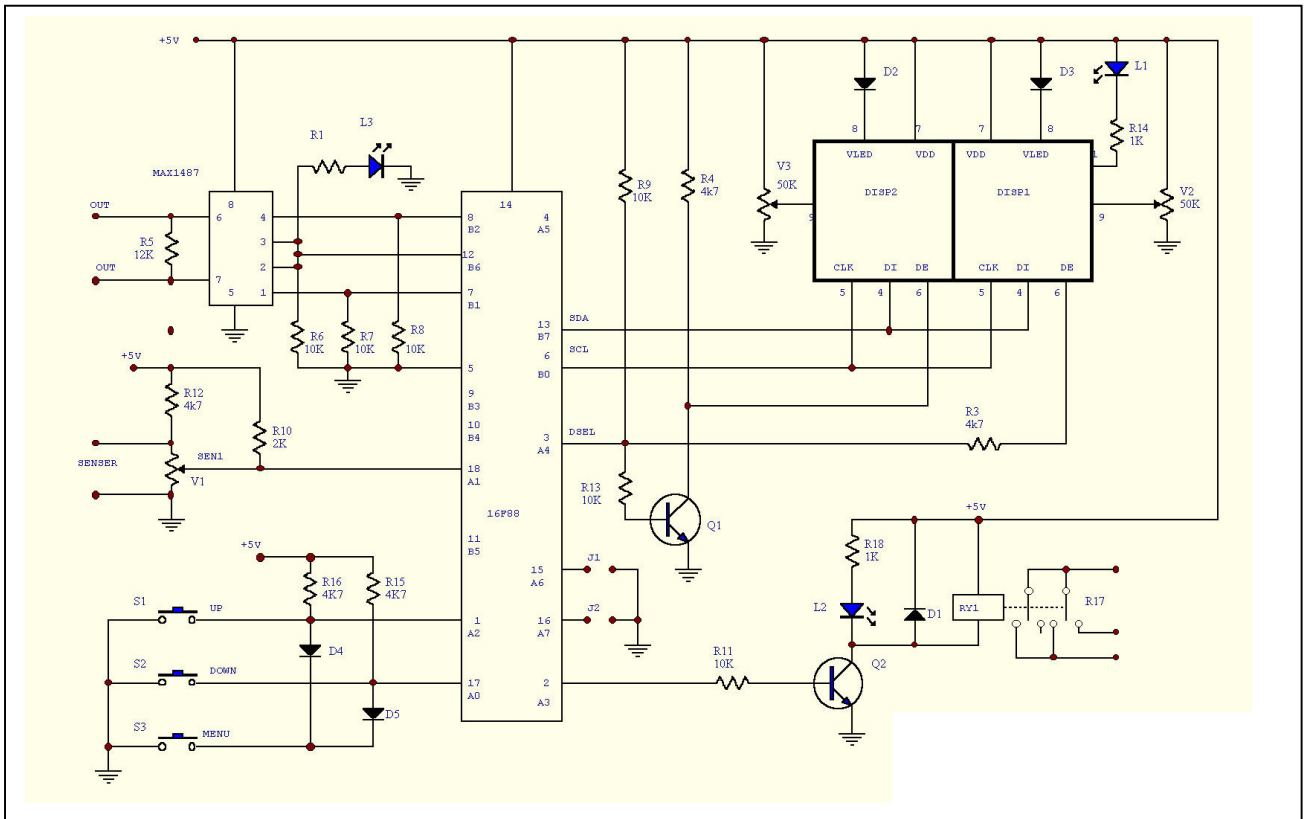 +5V
D2
D3
L1
R1
L3
8
7
7
8
R14
1K
MAX1487
VLED
VDD
VDD
VLED
1
V3
50K
R9
10K
R4
4k7
DISP2
DISP1
V2
50K
OUT
8
14
6
4
8
B2
4
A5
9
9
R5
12K
3
12
B6
OUT
7
2
CLK
DI
DE
CLK
DI
DE
5
1
7
B1
5
4
6
5
4
6
R6
10K
R7
10K
R8
10K
13
B7
SDA
+5V
6
B0
SCL
5
R12
4k7
9
B3
R10
2K
10
B4
3
A4
DSEL
R3
4k7
SENSER
SEN1
V1
18
A1
R13
10K
16F88
Q1
+5V
11
B5
R18
1K
+5V
R16
4K7
R15
4K7
15
A6
J1
S1
UP
L2
D1
RY1
R17
1
A2
16
A7
J2
D4
S2
DOWN
R11
10K
Q2
17
A0
2
A3
D5
S3
MENU